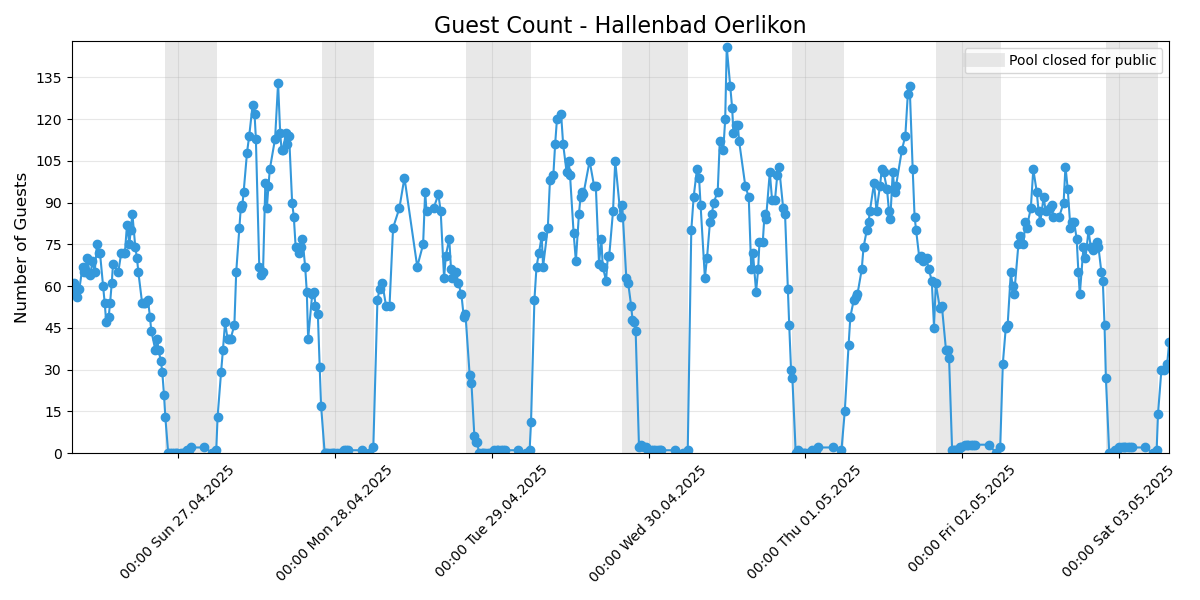 Guest Count - Hallenbad Oerlikon
Pool closed for public
Number of Guests
135
120
105
90
75
60
45
30
15
0
00:00 Sun 27.04.2025
00:00 Mon 28.04.2025
00:00 Tue 29.04.2025
00:00 Wed 30.04.2025
00:00 Thu 01.05.2025
00:00 Fri 02.05.2025
00:00 Sat 03.05.2025